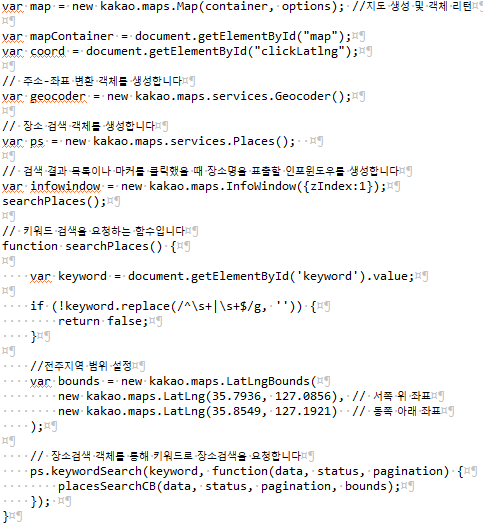 var map = new kakao.maps.Map(container, options); //지도 생성 및 객체 리턴
var mapContainer = document.getElementById("map");
var coord = document.getElementById("clickLatlng");
// 주소-좌표 변환 객체를 생성합니다
var geocoder = new kakao.maps.services.Geocoder();
// 장소 검색 객체를 생성합니다
var ps = new kakao.maps.services.Places();
// 검색 결과 목록이나 마커를 클릭했을 때 장소명을 표출할 인포윈도우를 생성합니다
var infowindow = new kakao.maps.InfoWindow({zIndex:1});
searchPlaces();
// 키워드 검색을 요청하는 함수입니다
function searchPlaces() {
    var keyword = document.getElementById('keyword').value;
    if (!keyword.replace(/^\s+|\s+$/g, '')) {
        return false;
    }
    //전주지역 범위 설정
    var bounds = new kakao.maps.LatLngBounds(
        new kakao.maps.LatLng(35.7936, 127.0856), // 서쪽 위 좌표
        new kakao.maps.LatLng(35.8549, 127.1921)  // 동쪽 아래 좌표
    );
    // 장소검색 객체를 통해 키워드로 장소검색을 요청합니다
    ps.keywordSearch(keyword, function(data, status, pagination) {
        placesSearchCB(data, status, pagination, bounds);
    });
}